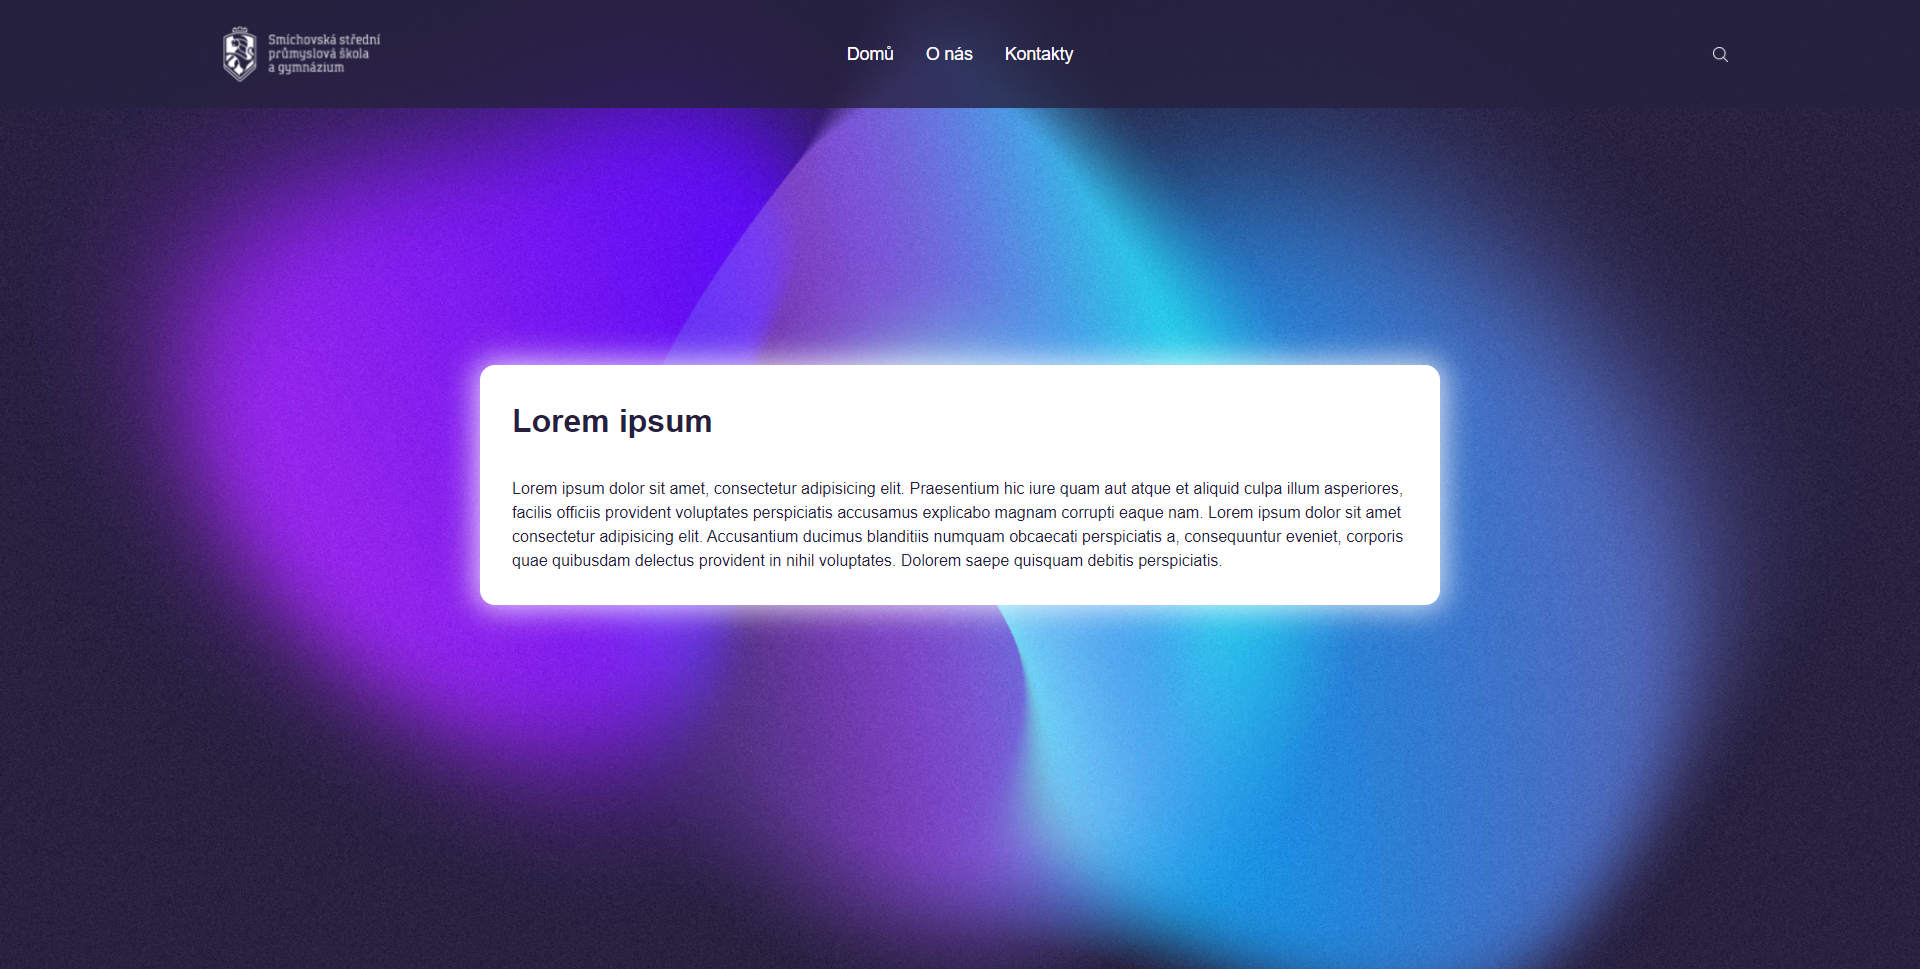 Smíchovská střední
průmyslová škola
a gymnázium
Domů
O nás
Kontakty
Lorem ipsum
Lorem ipsum dolor sit amet, consectetur adipisicing elit. Praesentium hic iure quam aut atque et aliquid culpa illum asperiores,
facilis officiis provident voluptates perspiciatis accusamus explicabo magnam corrupti eaque nam. Lorem ipsum dolor sit amet
consectetur adipisicing elit. Accusantium ducimus blanditiis numquam obcaecati perspiciatis a, consequuntur eveniet, corporis
quae quibusdam delectus provident in nihil voluptates. Dolorem saepe quisquam debitis perspiciatis.